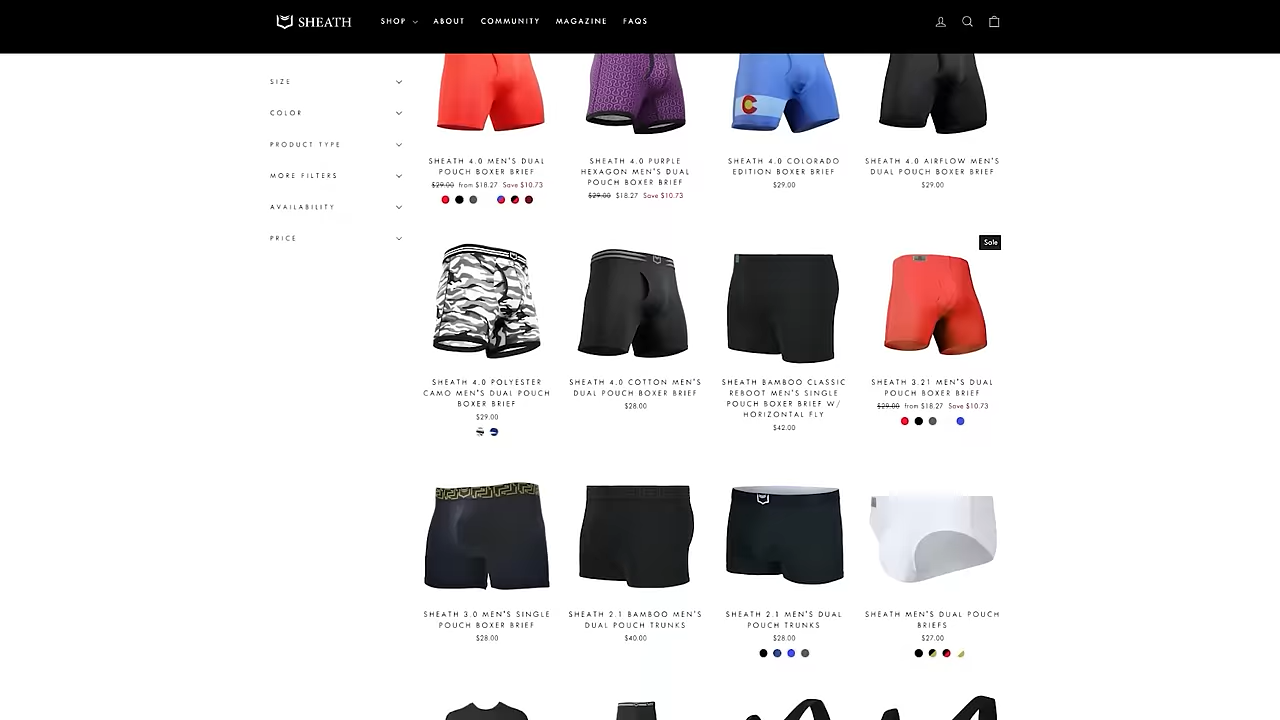 SHEATH
SHOP ABOUT COMMUNITY MAGAZINE FAQS
SIZE
COLOR
PRODUCT TYPE
MORE FILTERS
AVAILABILITY
PRICE
SHEATH 4.0 MEN'S DUAL
POUCH BOXER BRIEF
$29.00 from $18.27 Save $10.73
SHEATH 4.0 PURPLE
HEXAGON MEN'S DUAL
POUCH BOXER BRIEF
$29.00 $18.27 Save $10.73
SHEATH 4.0 COLORADO
EDITION BOXER BRIEF
$29.00
SHEATH 4.0 AIRFLOW MEN'S
DUAL POUCH BOXER BRIEF
$29.00
SHEATH 4.0 POLYESTER
CAMO MEN'S DUAL POUCH
BOXER BRIEF
$29.00
SHEATH 4.0 COTTON MEN'S
DUAL POUCH BOXER BRIEF
$28.00
SHEATH BAMBOO CLASSIC
REBOOT MEN'S SINGLE
POUCH BOXER BRIEF W/
HORIZONTAL FLY
$42.00
Sale
SHEATH 3.21 MEN'S DUAL
POUCH BOXER BRIEF
$29.00 from $18.27 Save $10.73
SHEATH 3.0 MEN'S SINGLE
POUCH BOXER BRIEF
$28.00
SHEATH 2.1 BAMBOO MEN'S
DUAL POUCH TRUNKS
$40.00
SHEATH 2.1 MEN'S DUAL
POUCH TRUNKS
$28.00
SHEATH MEN'S DUAL POUCH
BRIEFS
$27.00